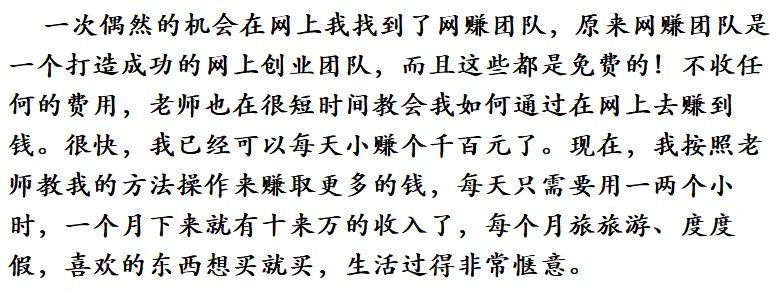 一次偶然的机会在网上我找到了网赚团队，原来网赚团队是
一个打造成功的网上创业团队，而且这些都是免费的！不收任
何的费用，老师也在很短时间教会我如何通过在网上去赚到
钱。很快，我已经可以每天小赚个千百元了。现在，我按照老
师教我的方法操作来赚取更多的钱，每天只需要用一两个小
时，一个月下来就有十来万的收入了，每个月旅旅游、度度
假，喜欢的东西想买就买，生活过得非常惬意。